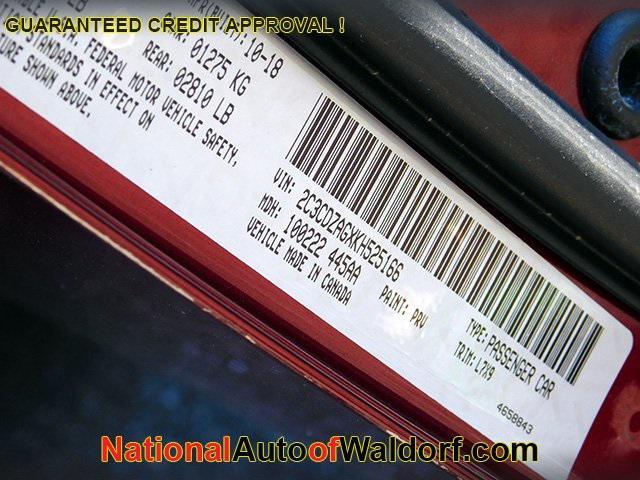 GUARANTEED CREDIT APPROVAL !
LB
10-18
01275 KG
REAR: 02810 LB
FEDERAL MOTOR VEHICLE SAFETY,
STANDARDS IN EFFECT ON
SHOWN ABOVE.
VIN: 2C3CDZAGXKH525166
MDH: 100222 445AA
VEHICLE MADE IN CANADA
PAINT: PRV
TYPE: PASSENGER CAR
TRIM: L7X9
4658843
NationalAutoofWaldorf.com